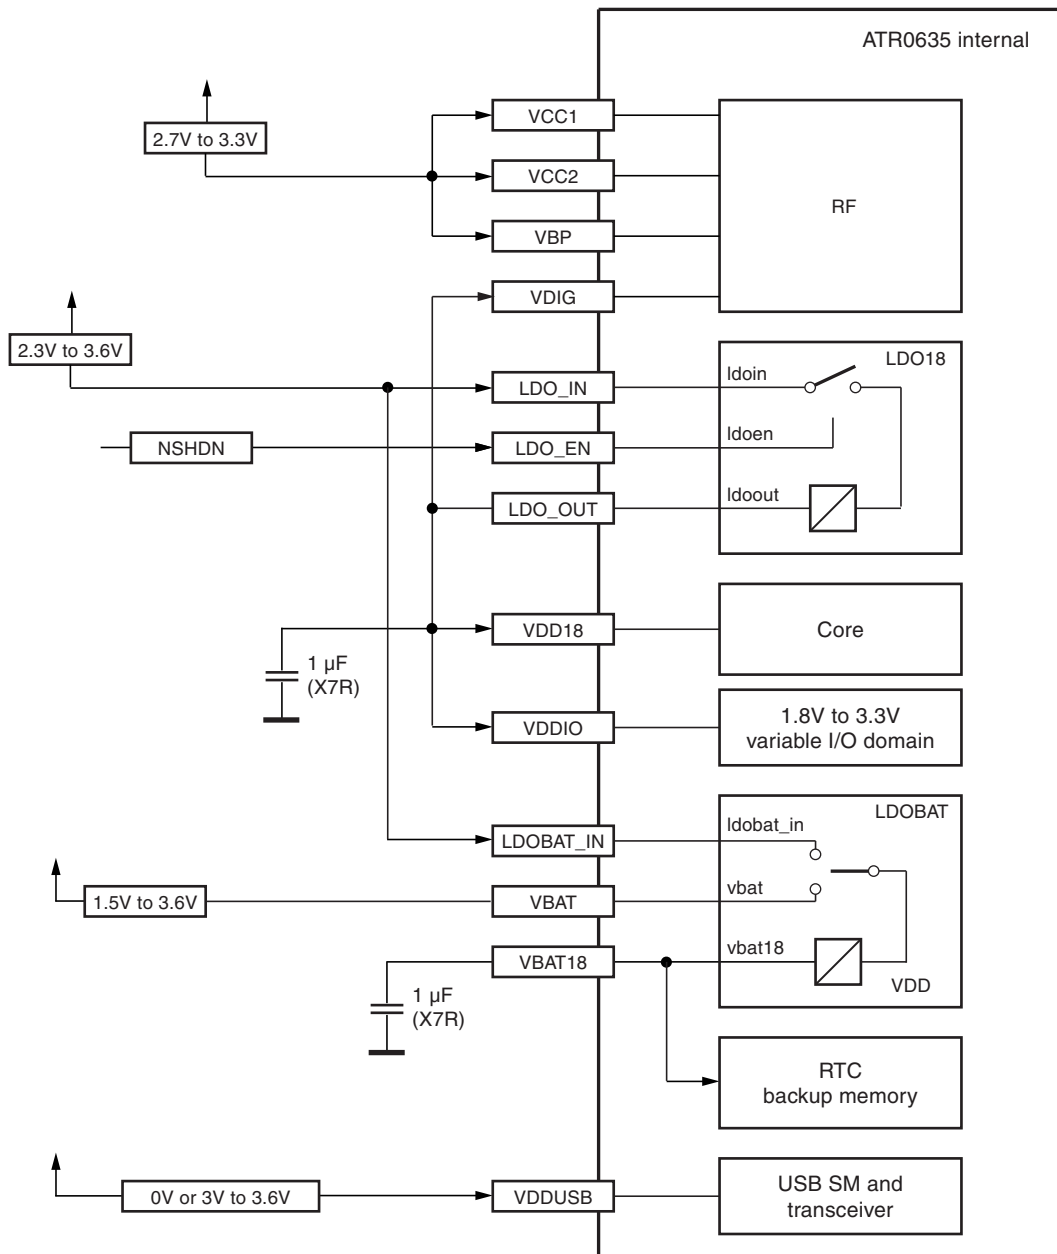 ATR0635 internal
2.7V to 3.3V
VCC1
VCC2
RF
VBP
VDIG
2.3V to 3.6V
LDO18
LDO_IN
ldoin
NSHDN
LDO_EN
ldoen
LDO_OUT
ldoout
VDD18
Core
1 µF
(X7R)
VDDIO
1.8V to 3.3V
variable I/O domain
LDOBAT
LDOBAT_IN
ldobat_in
1.5V to 3.6V
VBAT
vbat
VBAT18
vbat18
VDD
1 µF
(X7R)
RTC
backup memory
0V or 3V to 3.6V
VDDUSB
USB SM and
transceiver